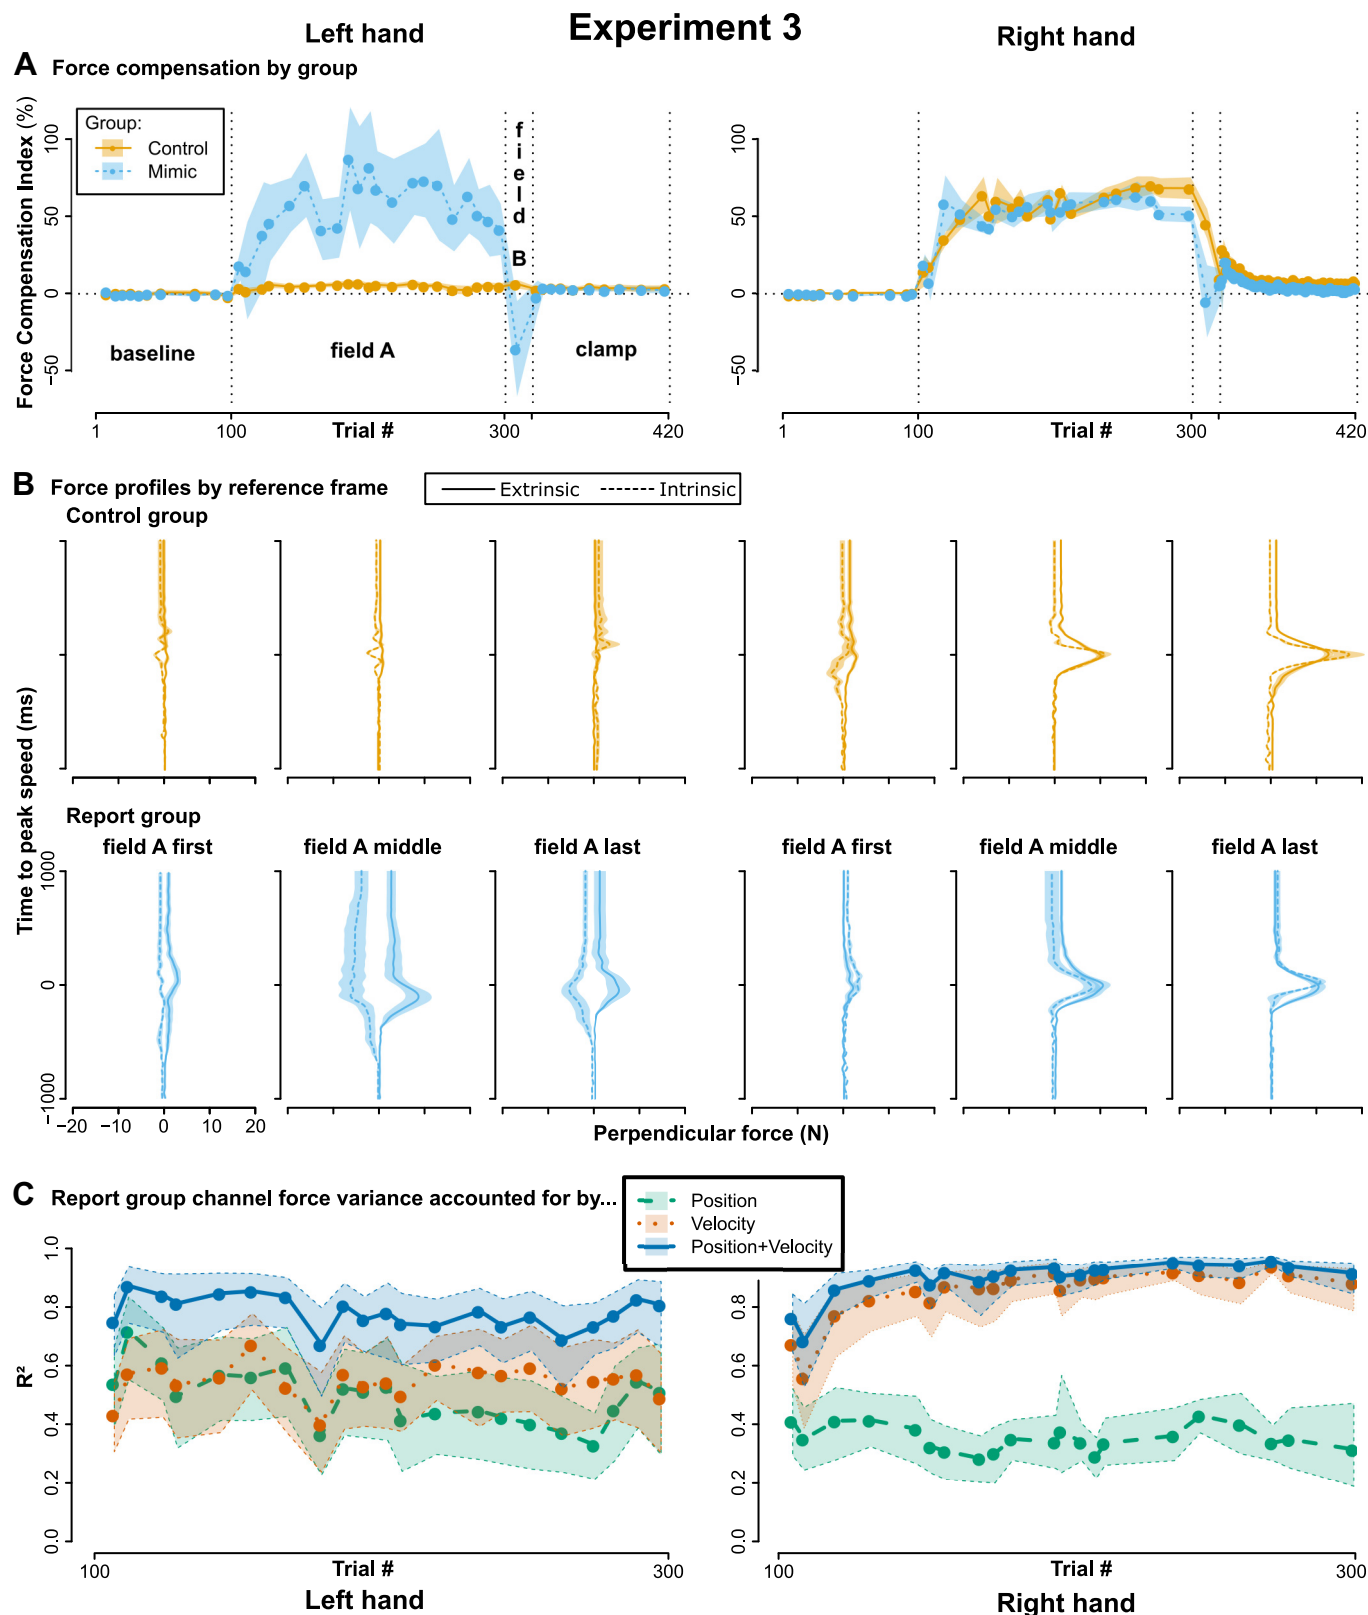 Experiment 3
Left hand
Right hand
A Force compensation by group
Force Compensation Index (%)
Group:
Control
Mimic
100
50
0
−50
field B
baseline
field A
clamp
1
100
Trial #
300
420
100
50
0
−50
1
100
Trial #
300
420
B Force profiles by reference frame
Extrinsic
Intrinsic
Control group
Time to peak speed (ms)
Report group
field A first
field A middle
field A last
field A first
field A middle
field A last
1000
0
−1000
−20 −10 0 10 20
Perpendicular force (N)
C Report group channel force variance accounted for by...
Position
Velocity
Position+Velocity
R²
1.0
0.8
0.6
0.4
0.2
0.0
0.8
0.6
0.4
0.2
0.0
100
Trial #
300
100
Trial #
300
Left hand
Right hand